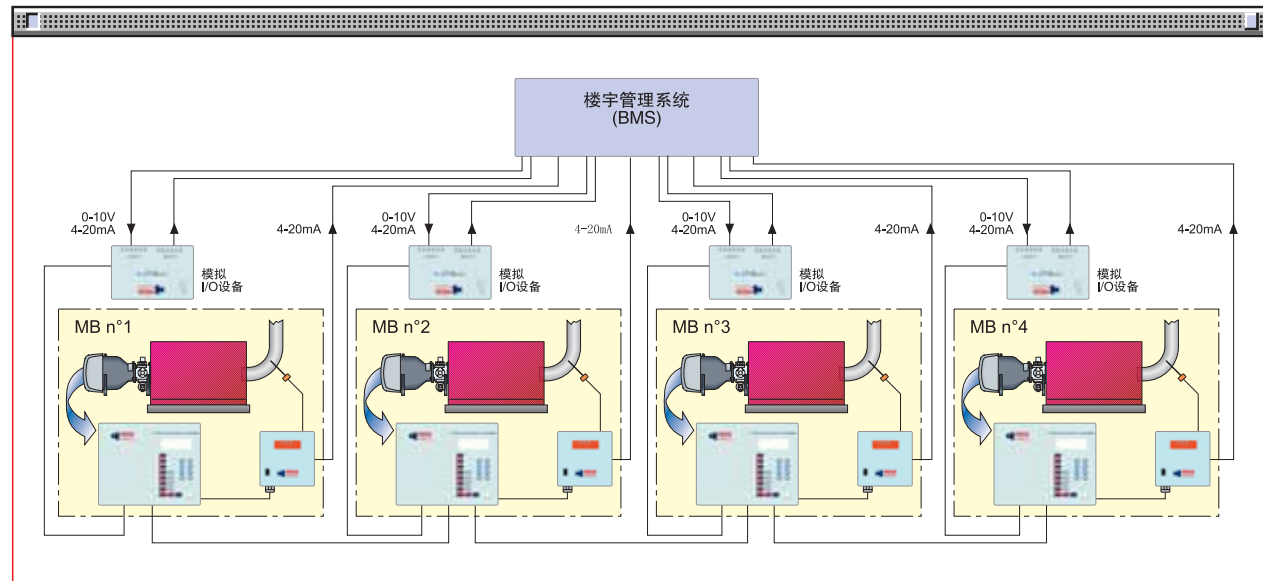 楼宇管理系统
(BMS)
0-10V
4-20mA
4-20mA
0-10V
4-20mA
4-20mA
0-10V
4-20mA
4-20mA
0-10V
4-20mA
4-20mA
模拟
I/O设备
模拟
I/O设备
模拟
I/O设备
模拟
I/O设备
MB n°1
MB n°2
MB n°3
MB n°4